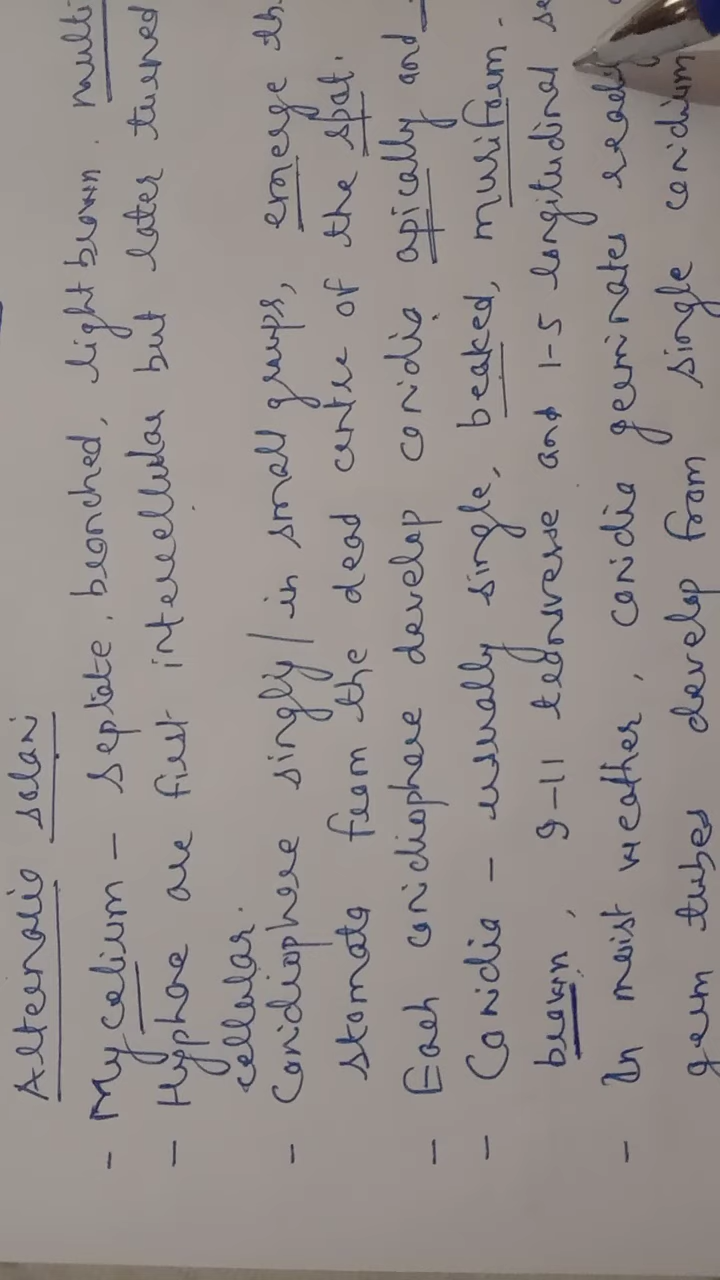 Alternaria solani
- Mycelium - septate, branched, light brown. multi
- Hyphae are first intercellular but later turned
cellular.
- Conidiophore singly / in small groups, emerge th
stomata from the dead centre of the spot.
- Each conidiophore develop conidia apically and
- Conidia - usually single, beaked, muriform.
brown, 9-11 transverse and 1-5 longitudinal se
- In moist weather, conidia germinates
germ tubes develop from single conidium